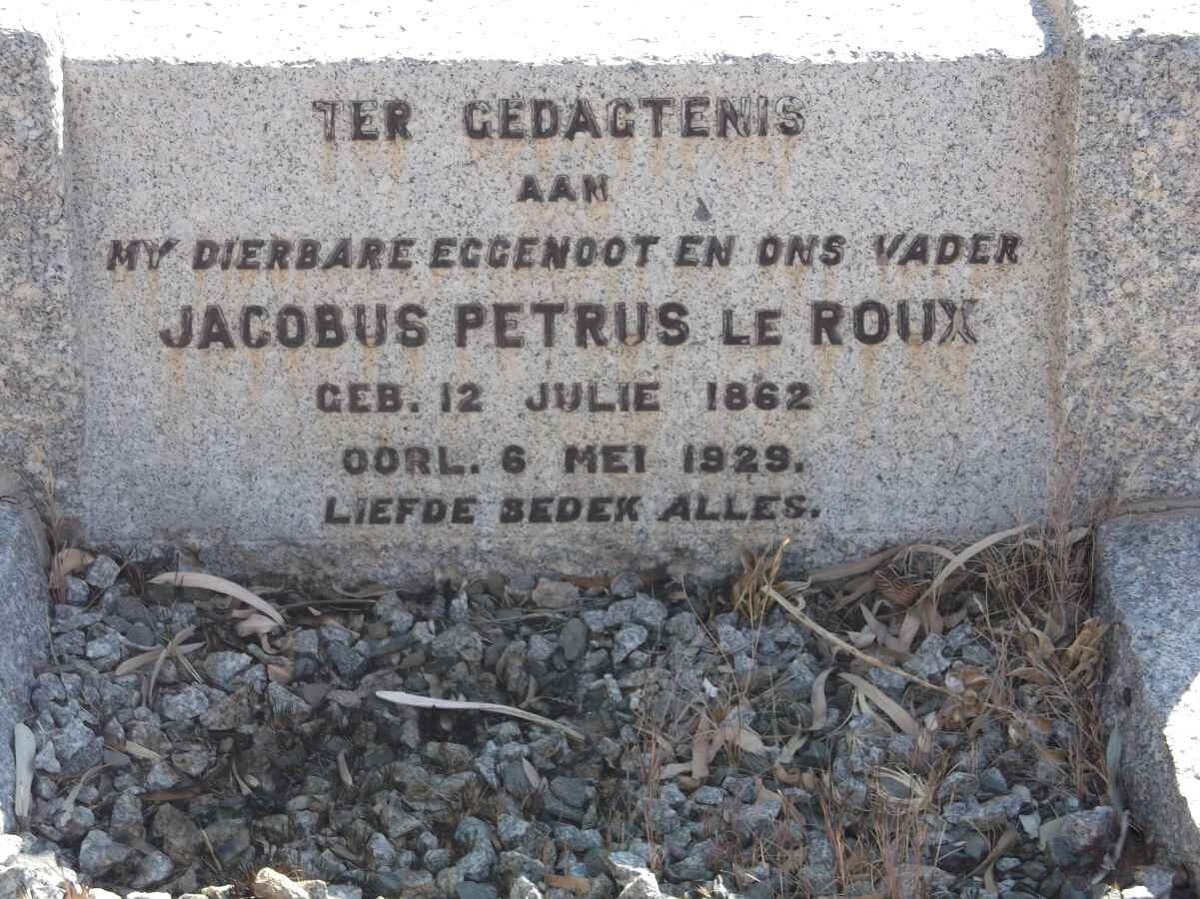 TER GEDAGTENIS
AAN
MY DIERBARE EGGENOOT EN ONS VADER
JACOBUS PETRUS LE ROUX
GEB. 12 JULIE 1862
OORL. 6 MEI 1929.
LIEFDE BEDEK ALLES.